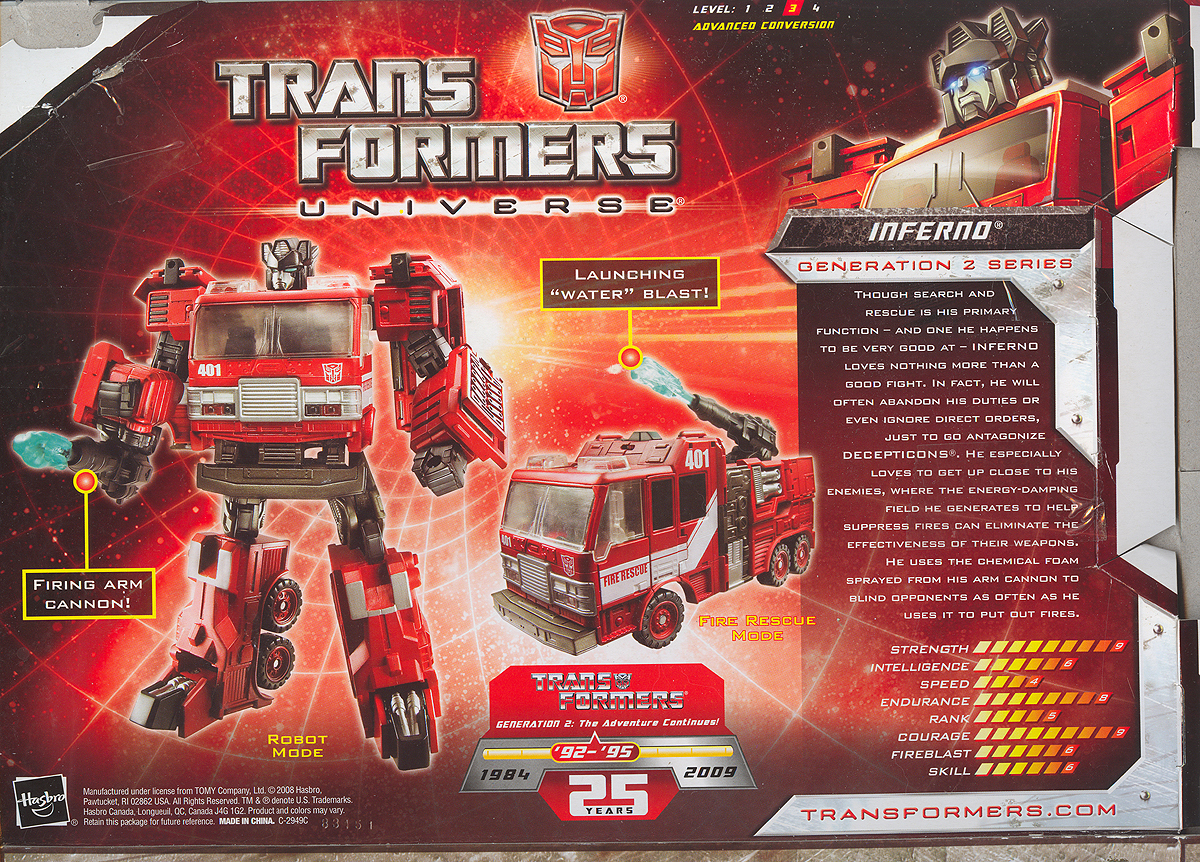 LEVEL: 1 2 3 4
ADVANCED CONVERSION
TRANS
FORMERS
UNIVERSE®
®
INFERNO®
GENERATION 2 SERIES
THOUGH SEARCH AND
RESCUE IS HIS PRIMARY
FUNCTION – AND ONE HE HAPPENS
TO BE VERY GOOD AT – INFERNO
LOVES NOTHING MORE THAN A
GOOD FIGHT. IN FACT, HE WILL
OFTEN ABANDON HIS DUTIES OR
EVEN IGNORE DIRECT ORDERS,
JUST TO GO ANTAGONIZE
DECEPTICONS®. HE ESPECIALLY
LOVES TO GET UP CLOSE TO HIS
ENEMIES, WHERE THE ENERGY-DAMPING
FIELD HE GENERATES TO HELP
SUPPRESS FIRES CAN ELIMINATE THE
EFFECTIVENESS OF THEIR WEAPONS.
HE USES THE CHEMICAL FOAM
SPRAYED FROM HIS ARM CANNON TO
BLIND OPPONENTS AS OFTEN AS HE
USES IT TO PUT OUT FIRES.
STRENGTH 9
INTELLIGENCE 6
SPEED 4
ENDURANCE 8
RANK 5
COURAGE 9
FIREBLAST 6
SKILL 6
TRANSFORMERS.COM
LAUNCHING
"WATER" BLAST!
401
FIRING ARM
CANNON!
ROBOT
MODE
401
401
FIRE RESCUE
FIRE RESCUE
MODE
TRANS
FORMERS®
GENERATION 2: The Adventure Continues!
'92-'95
1984
2009
25
YEARS
Hasbro
®
Manufactured under license from TOMY Company, Ltd. © 2008 Hasbro,
Pawtucket, RI 02862 USA. All Rights Reserved. TM & ® denote U.S. Trademarks.
Hasbro Canada, Longueuil, QC, Canada J4G 1G2. Product and colors may vary.
Retain this package for future reference. MADE IN CHINA. C-2949C